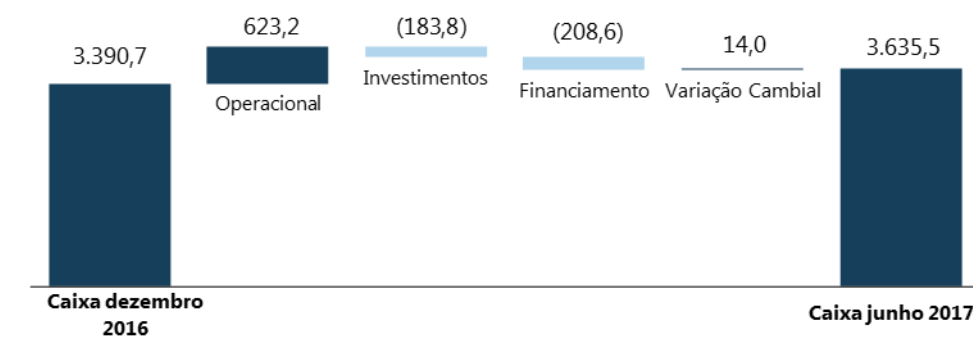 3.390,7
623,2
(183,8)
(208,6)
14,0
3.635,5
Operacional
Investimentos
Financiamento
Variação Cambial
Caixa dezembro
2016
Caixa junho 2017